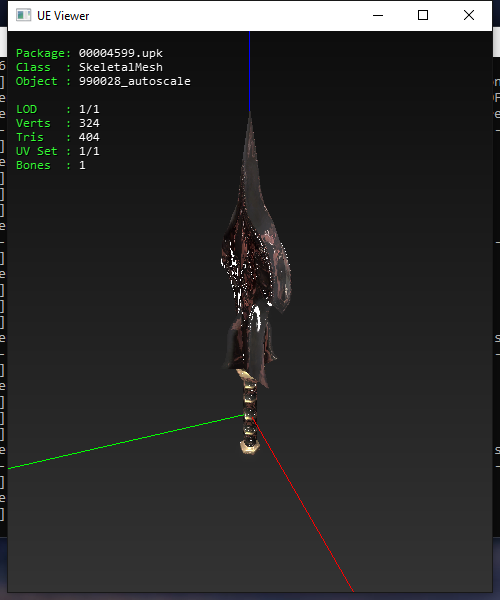 UE Viewer
Package: 00004599.upk
Class  : SkeletalMesh
Object : 990028_autoscale
LOD    : 1/1
Verts  : 324
Tris   : 404
UV Set : 1/1
Bones  : 1